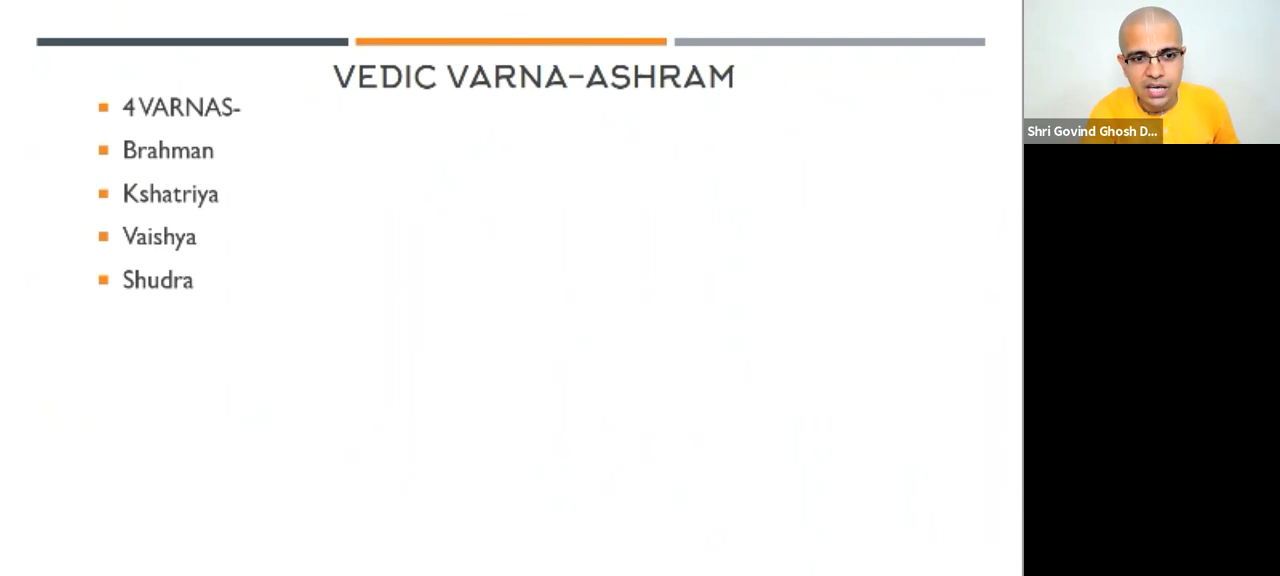 VEDIC VARNA-ASHRAM
4 VARNAS-
Brahman
Kshatriya
Vaishya
Shudra
Shri Govind Ghosh D...